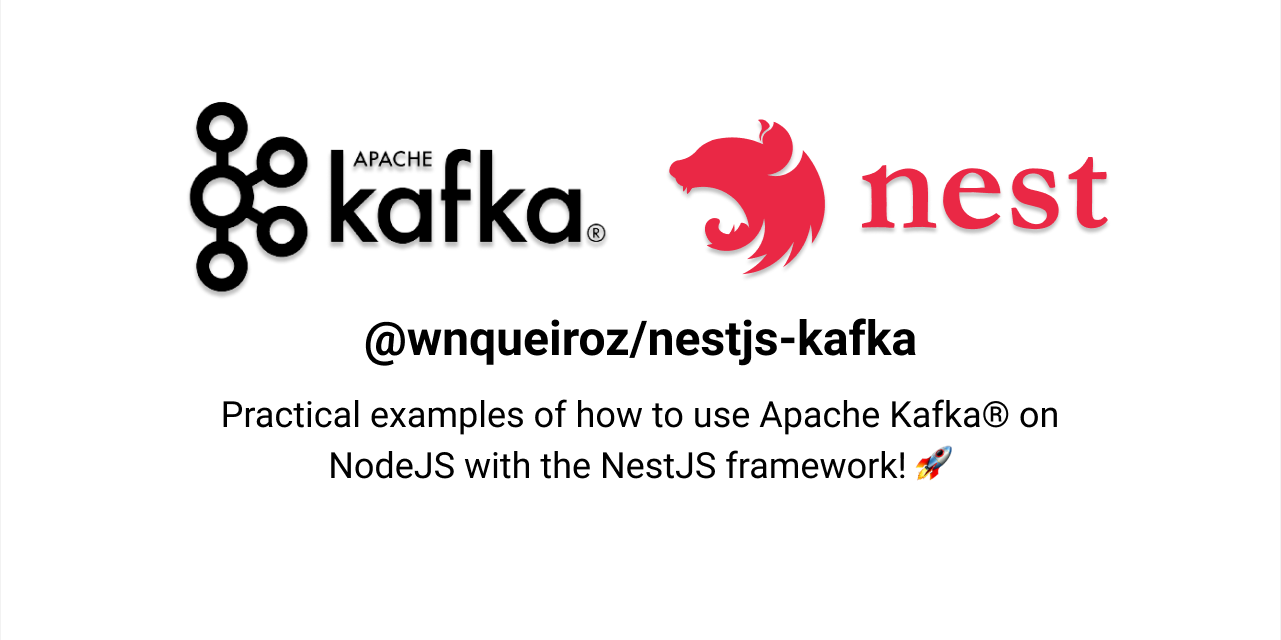 APACHE
kafka®
nest
@wnqueiroz/nestjs-kafka
Practical examples of how to use Apache Kafka® on
NodeJS with the NestJS framework! 🚀